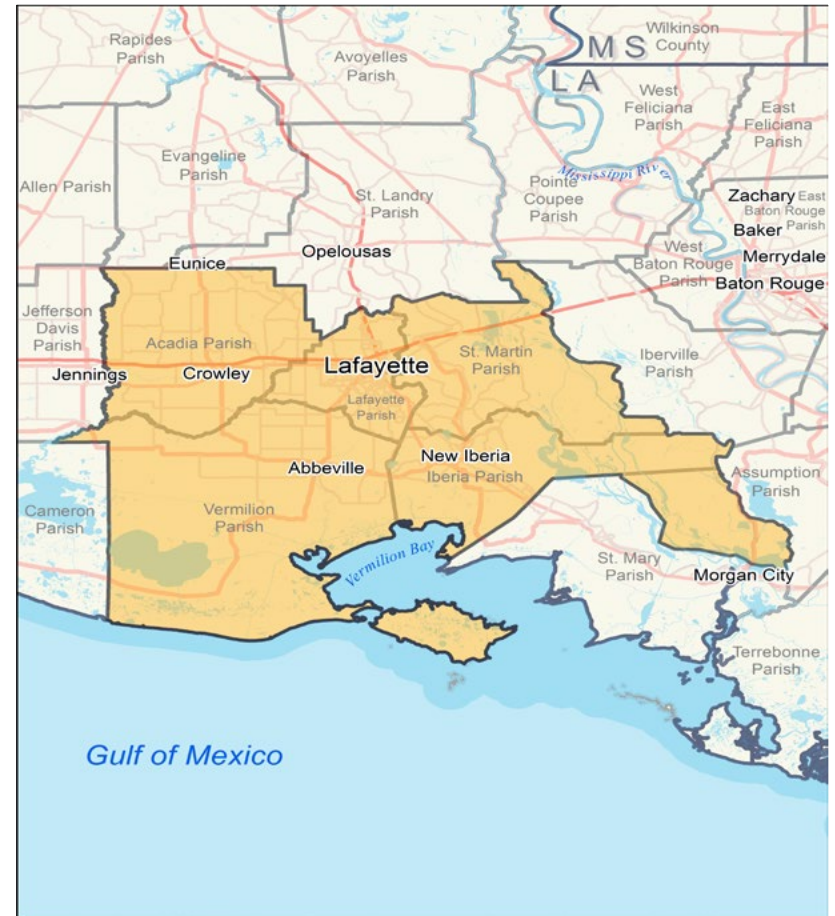 Rapides
Parish
Avoyelles
Parish
Wilkinson
County
MS
LA
West
Feliciana
Parish
East
Feliciana
Parish
Evangeline
Parish
Allen Parish
St. Landry
Parish
Mississippi River
Pointe
Coupee
Parish
Zachary
East
Baton Rouge
Parish
Baker
West
Baton Rouge
Parish
Merrydale
Baton Rouge
Opelousas
Eunice
Jefferson
Davis
Parish
Acadia Parish
Jennings
Crowley
Lafayette
Lafayette
Parish
St. Martin
Parish
Iberville
Parish
Abbeville
New Iberia
Iberia Parish
Assumption
Parish
Cameron
Parish
Vermilion
Parish
Vermilion Bay
St. Mary
Parish
Morgan City
Terrebonne
Parish
Gulf of Mexico